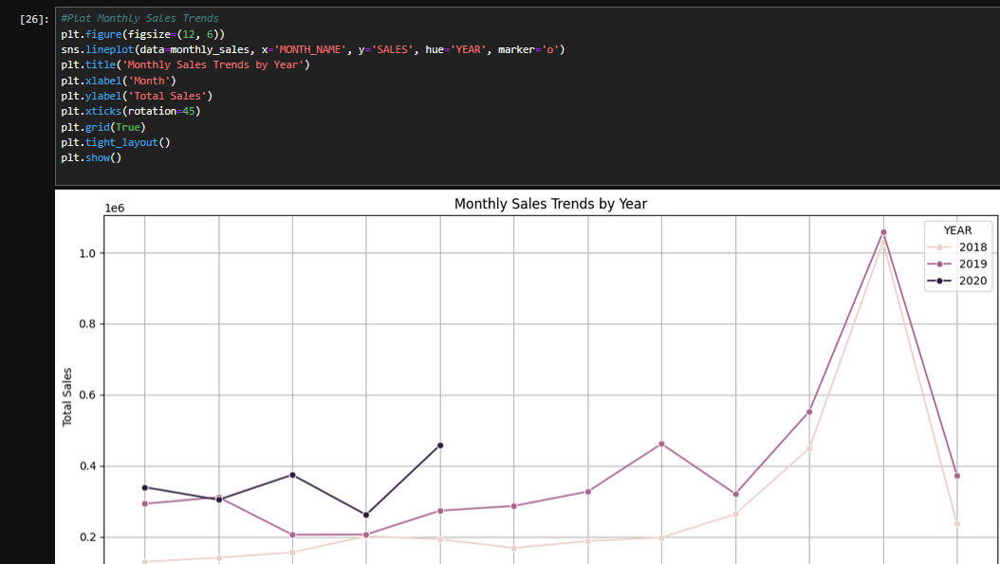 [26]:
#Plot Monthly Sales Trends
plt.figure(figsize=(12, 6))
sns.lineplot(data=monthly_sales, x='MONTH_NAME', y='SALES', hue='YEAR', marker='o')
plt.title('Monthly Sales Trends by Year')
plt.xlabel('Month')
plt.ylabel('Total Sales')
plt.xticks(rotation=45)
plt.grid(True)
plt.tight_layout()
plt.show()
Monthly Sales Trends by Year
1e6
YEAR
2018
2019
2020
1.0
0.8
0.6
0.4
0.2
Total Sales